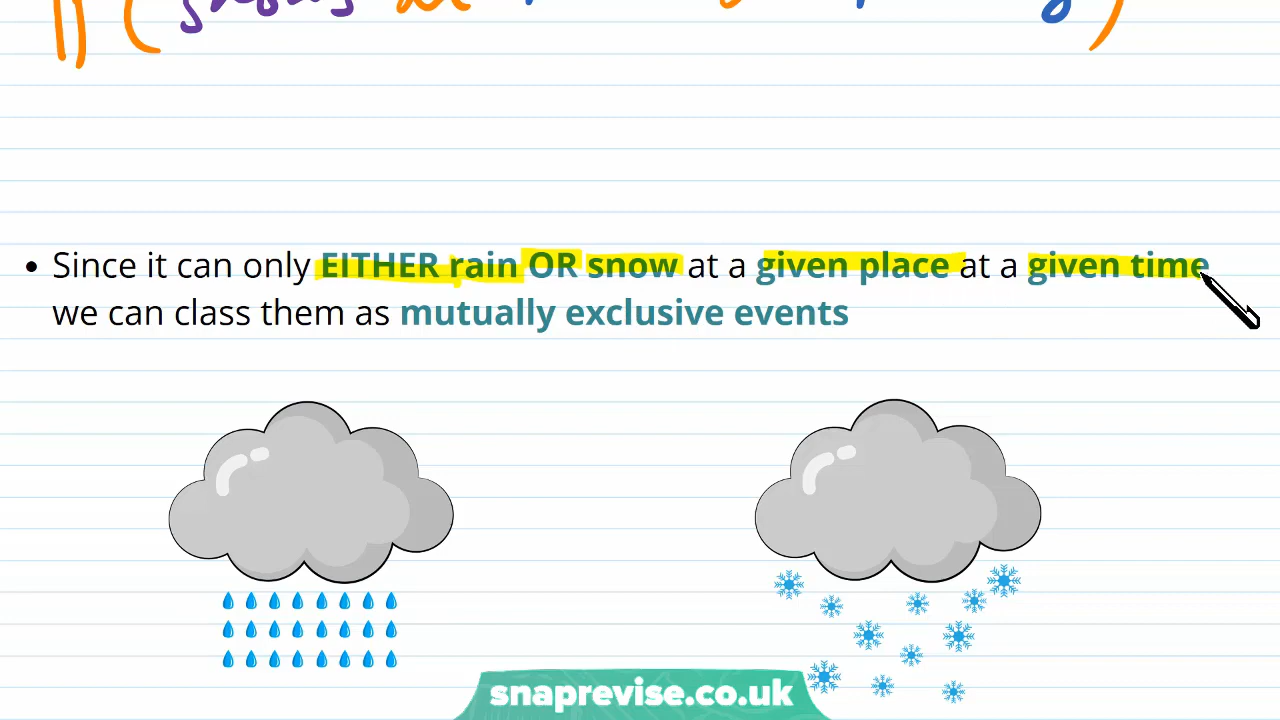 • Since it can only EITHER rain OR snow at a given place at a given time
we can class them as mutually exclusive events
snaprevise.co.uk